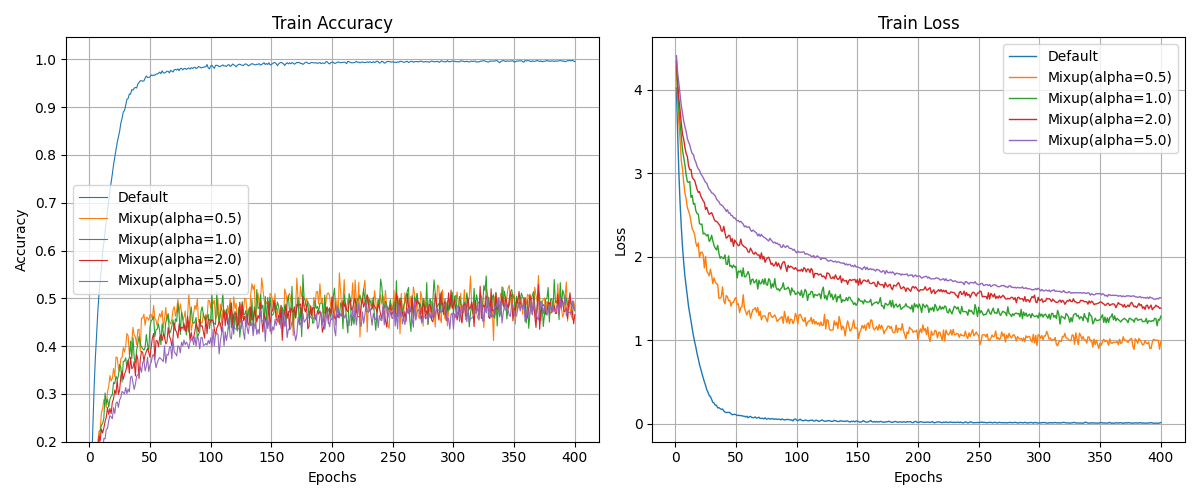 Train Accuracy
Accuracy
1.0
0.9
0.8
0.7
0.6
0.5
0.4
0.3
0.2
Default
Mixup(alpha=0.5)
Mixup(alpha=1.0)
Mixup(alpha=2.0)
Mixup(alpha=5.0)
0 50 100 150 200 250 300 350 400
Epochs
Train Loss
Loss
4
3
2
1
0
Default
Mixup(alpha=0.5)
Mixup(alpha=1.0)
Mixup(alpha=2.0)
Mixup(alpha=5.0)
0 50 100 150 200 250 300 350 400
Epochs